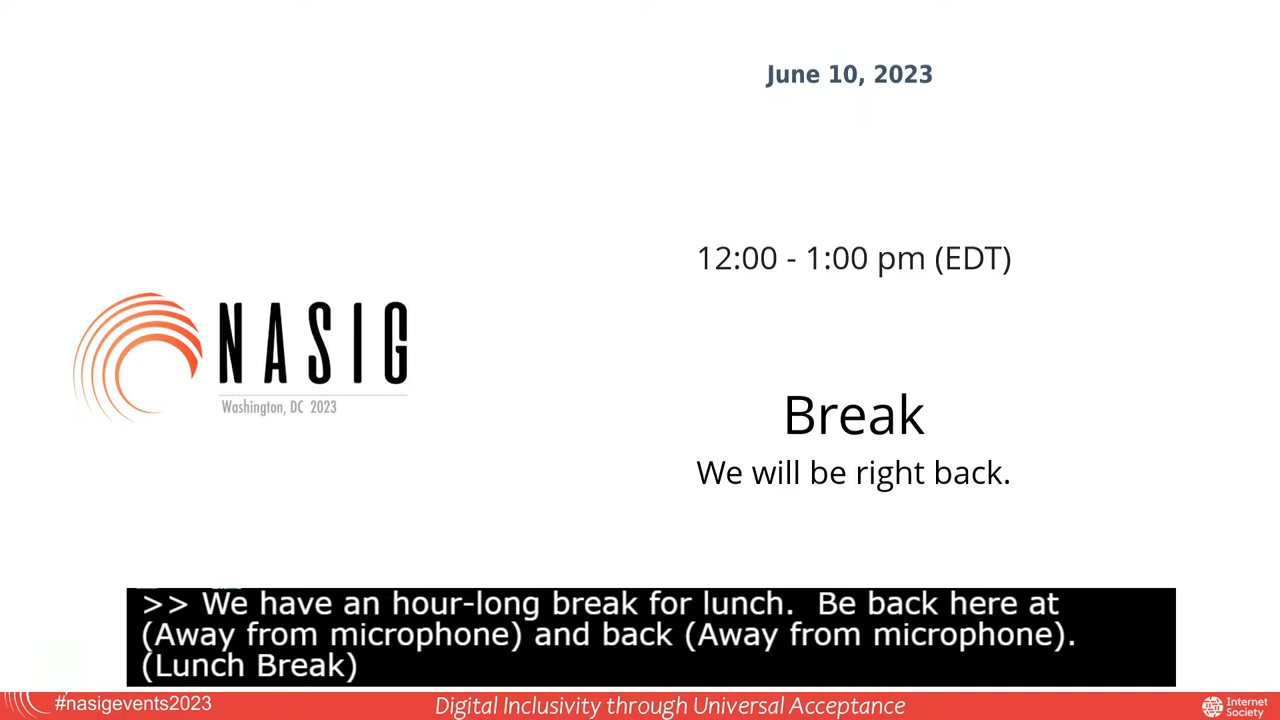 June 10, 2023
12:00 - 1:00 pm (EDT)
NASIG
Washington, DC 2023
Break
We will be right back.
>> We have an hour-long break for lunch.  Be back here at
(Away from microphone) and back (Away from microphone).
(Lunch Break)
#nasigevents2023
Digital Inclusivity through Universal Acceptance
Internet
Society